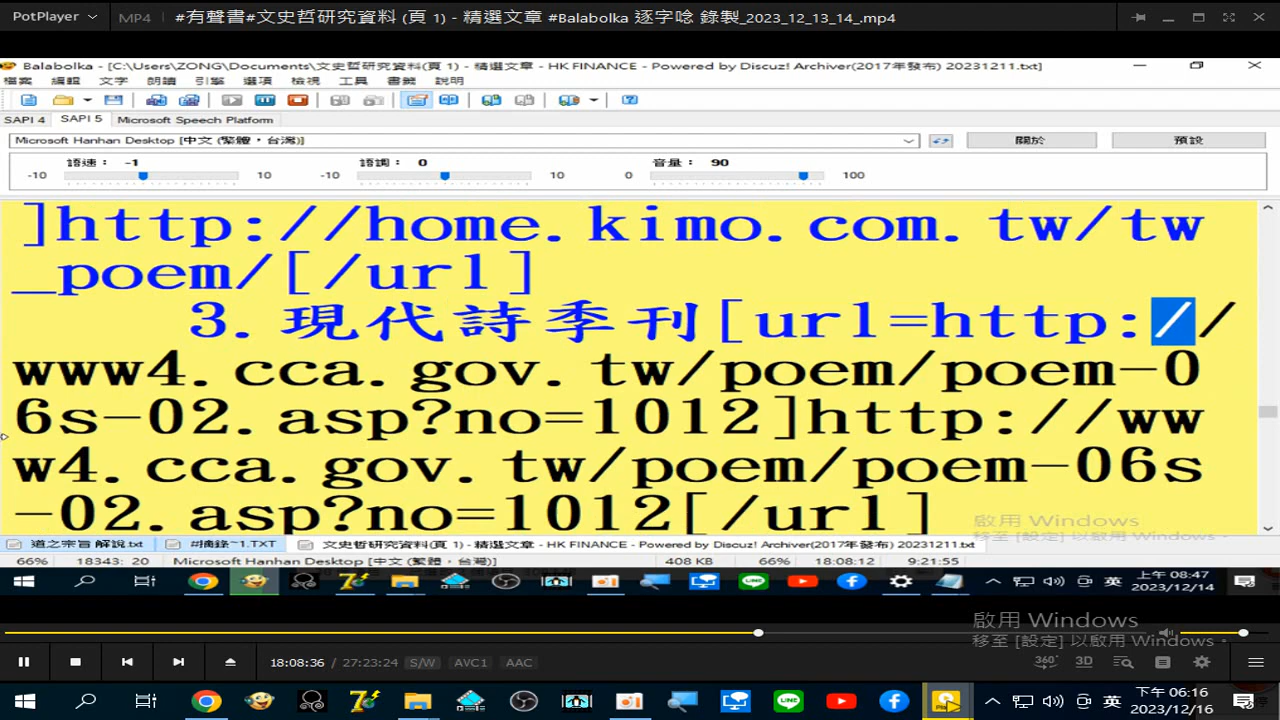 PotPlayer MP4 #有聲書#文史哲研究資料 (頁 1) - 精選文章 #Balabolka 逐字唸 錄製_2023_12_13_14_.mp4
Balabolka - [C:\Users\ZONG\Documents\文史哲研究資料(頁 1) - 精選文章 - HK FINANCE - Powered by Discuz! Archiver(2017年發布) 20231211.txt]
檔案 編輯 文字 朗讀 引擎 選項 檢視 工具 書籤 說明
SAPI 4 SAPI 5 Microsoft Speech Platform
Microsoft Hanhan Desktop [中文 (繁體，台灣)] 關於 預設
語速： -1 語調： 0 音量： 90
-10 10 -10 10 0 100
]http://home.kimo.com.tw/tw
_poem/[/url]
3.現代詩季刊[url=http://
www4.cca.gov.tw/poem/poem-0
6s-02.asp?no=1012]http://ww
w4.cca.gov.tw/poem/poem-06s
-02.asp?no=1012[/url]
啟用 Windows
移至 [設定] 以啟用 Windows。
道之宗旨 解說.txt #摘錄~1.TXT 文史哲研究資料(頁 1) - 精選文章 - HK FINANCE - Powered by Discuz! Archiver(2017年發布) 20231211.txt
66% 18343: 20 Microsoft Hanhan Desktop [中文 (繁體，台灣)] 408 KB 66% 18:08:12 9:21:55
英 上午 08:47
2023/12/14
啟用 Windows
移至 [設定] 以啟用 Windows。
18:08:36 / 27:23:24 S/W AVC1 AAC 360° 3D
英 下午 06:16
2023/12/16